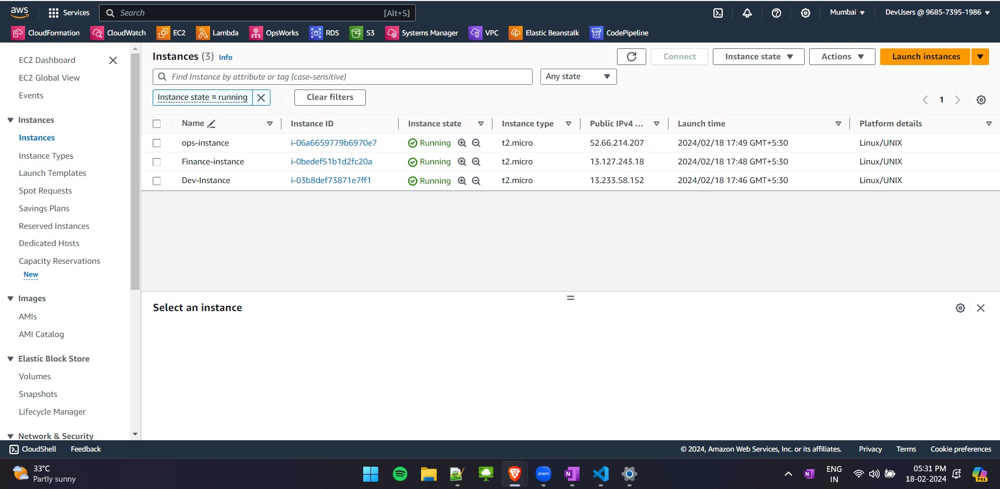 aws Services Search [Alt+S] Mumbai DevUsers @ 9685-7395-1986
CloudFormation CloudWatch EC2 Lambda OpsWorks RDS S3 Systems Manager VPC Elastic Beanstalk CodePipeline
EC2 Dashboard
EC2 Global View
Events
Instances
Instances
Instance Types
Launch Templates
Spot Requests
Savings Plans
Reserved Instances
Dedicated Hosts
Capacity Reservations
New
Images
AMIs
AMI Catalog
Elastic Block Store
Volumes
Snapshots
Lifecycle Manager
Network & Security
Instances (3) Info Connect Instance state Actions Launch instances
Find Instance by attribute or tag (case-sensitive) Any state
Instance state = running Clear filters 1
Name Instance ID Instance state Instance type Public IPv4 ... Launch time Platform details
ops-instance i-06a6659779b6970e7 Running t2.micro 52.66.214.207 2024/02/18 17:49 GMT+5:30 Linux/UNIX
Finance-instance i-0bedef51b1d2fc20a Running t2.micro 13.127.243.18 2024/02/18 17:48 GMT+5:30 Linux/UNIX
Dev-Instance i-03b8def73871e7ff1 Running t2.micro 13.233.58.152 2024/02/18 17:46 GMT+5:30 Linux/UNIX
Select an instance
CloudShell Feedback © 2024, Amazon Web Services, Inc. or its affiliates. Privacy Terms Cookie preferences
33°C
Partly sunny
zoom
N
N
ENG
IN
05:31 PM
18-02-2024
PRE